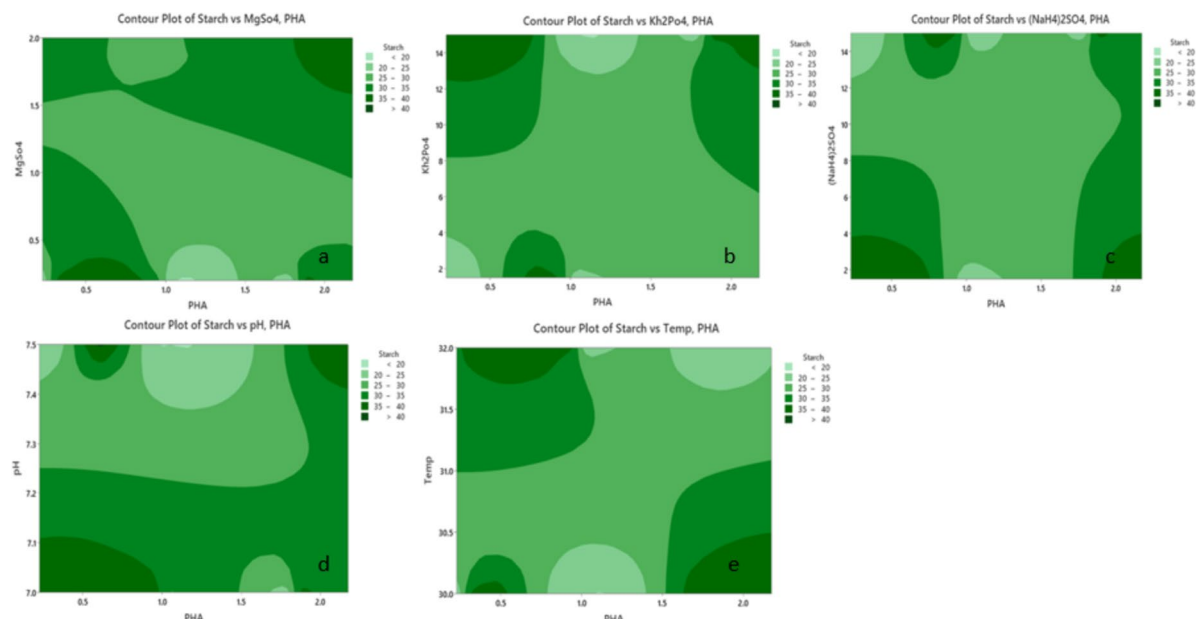 Contour Plot of Starch vs MgSo4, PHA
2.0
1.5
1.0
0.5
MgSo4
0.5 1.0 1.5 2.0
PHA
Starch
< 20
20 – 25
25 – 30
30 – 35
35 – 40
> 40
a
Contour Plot of Starch vs Kh2Po4, PHA
14
12
10
8
6
4
2
Kh2Po4
0.5 1.0 1.5 2.0
PHA
Starch
< 20
20 – 25
25 – 30
30 – 35
35 – 40
> 40
b
Contour Plot of Starch vs (NaH4)2SO4, PHA
14
12
10
8
6
4
2
(NaH4)2SO4
0.5 1.0 1.5 2.0
PHA
Starch
< 20
20 – 25
25 – 30
30 – 35
35 – 40
> 40
c
Contour Plot of Starch vs pH, PHA
7.5
7.4
7.3
7.2
7.1
7.0
pH
0.5 1.0 1.5 2.0
PHA
Starch
< 20
20 – 25
25 – 30
30 – 35
35 – 40
> 40
d
Contour Plot of Starch vs Temp, PHA
32.0
31.5
31.0
30.5
30.0
Temp
0.5 1.0 1.5 2.0
PHA
Starch
< 20
20 – 25
25 – 30
30 – 35
35 – 40
> 40
e